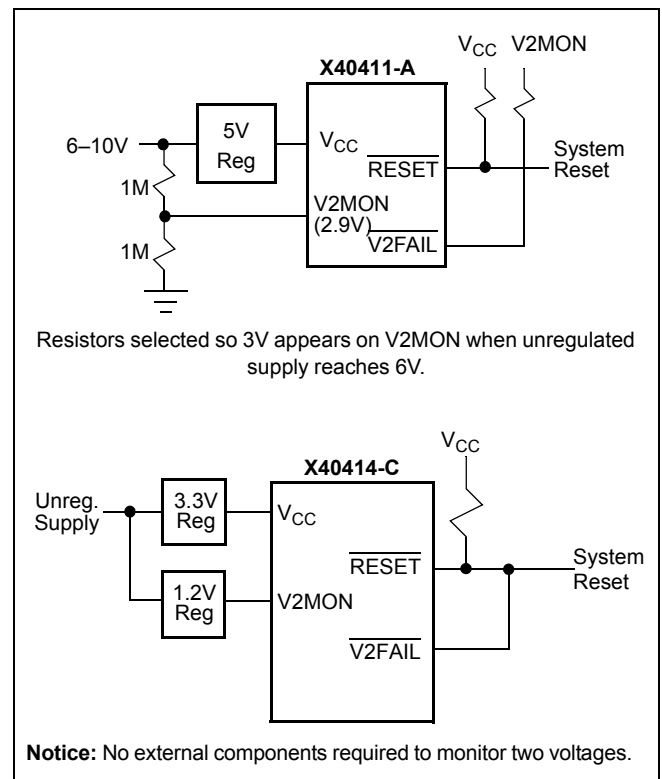 V_CC V2MON
X40411-A
6–10V
5V
Reg
V_CC
RESET
System
Reset
1M
V2MON
(2.9V)
V2FAIL
1M
Resistors selected so 3V appears on V2MON when unregulated
supply reaches 6V.
V_CC
X40414-C
Unreg.
Supply
3.3V
Reg
V_CC
RESET
System
Reset
1.2V
Reg
V2MON
V2FAIL
Notice: No external components required to monitor two voltages.